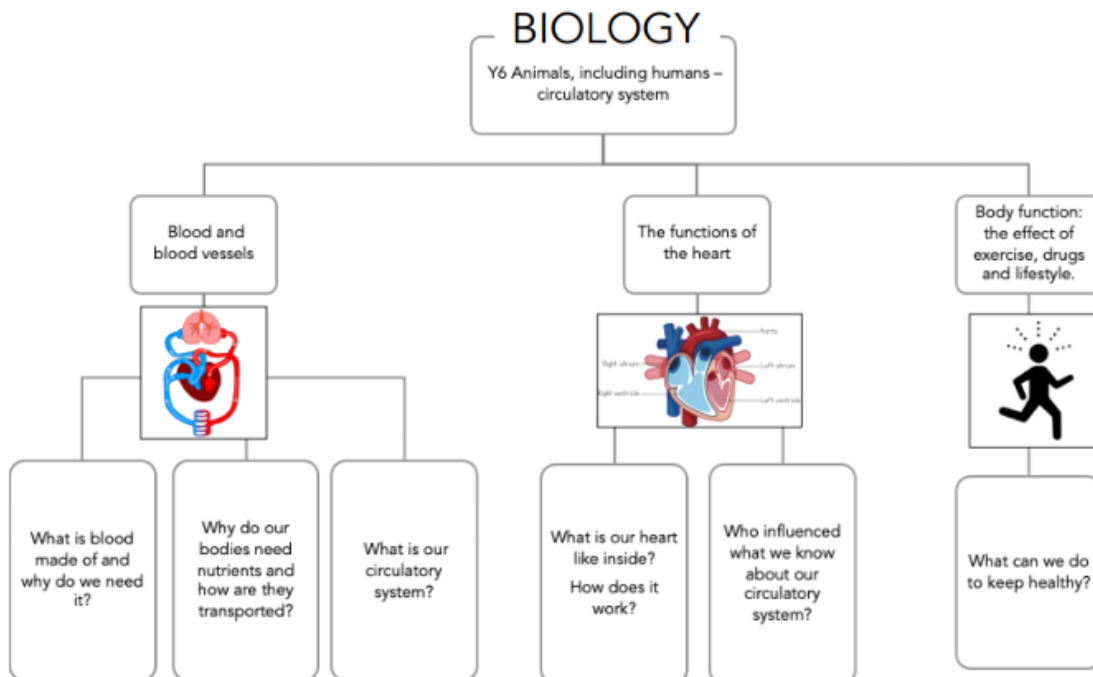 BIOLOGY
Y6 Animals, including humans –
circulatory system
Blood and
blood vessels
The functions of
the heart
Body function:
the effect of
exercise, drugs
and lifestyle.
Aorta
Right atrium
Left atrium
Right ventricle
Left ventricle
What is blood
made of and
why do we need
it?
Why do our
bodies need
nutrients and
how are they
transported?
What is our
circulatory
system?
What is our heart
like inside?
How does it
work?
Who influenced
what we know
about our
circulatory
system?
What can we do
to keep healthy?